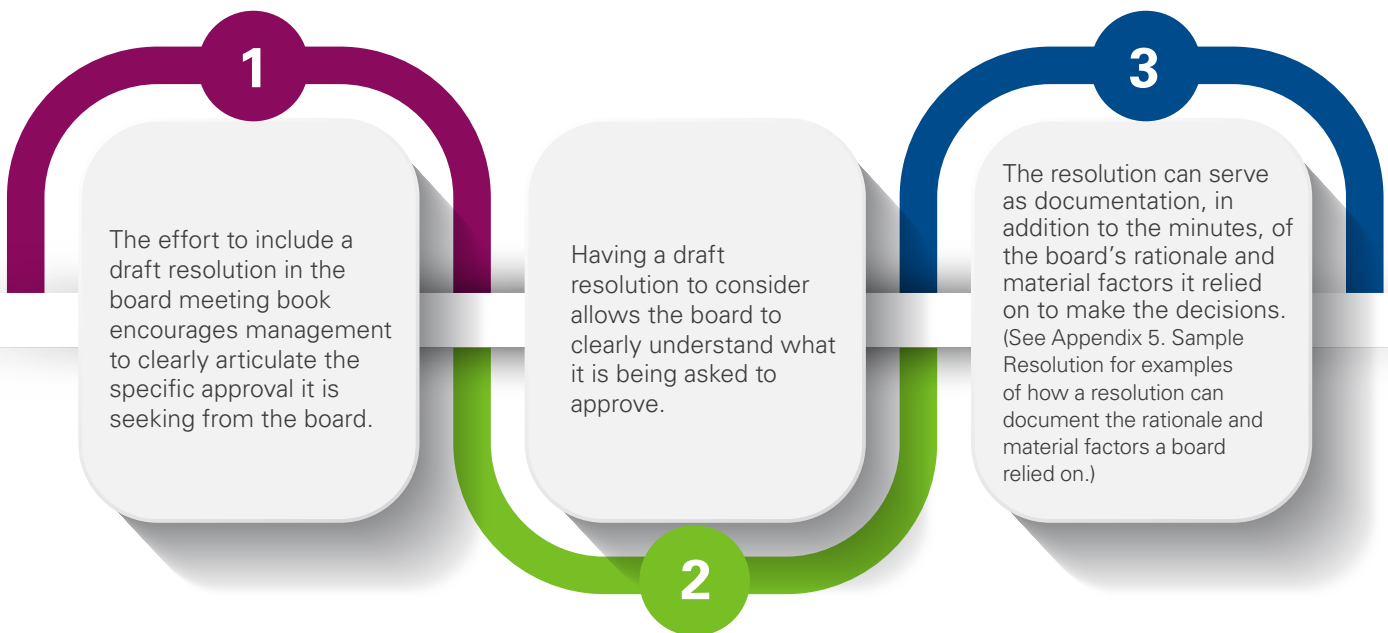 1
The effort to include a
draft resolution in the
board meeting book
encourages management
to clearly articulate the
specific approval it is
seeking from the board.
2
Having a draft
resolution to consider
allows the board to
clearly understand what
it is being asked to
approve.
3
The resolution can serve
as documentation, in
addition to the minutes, of
the board’s rationale and
material factors it relied
on to make the decisions.
(See Appendix 5. Sample
Resolution for examples
of how a resolution can
document the rationale and
material factors a board
relied on.)